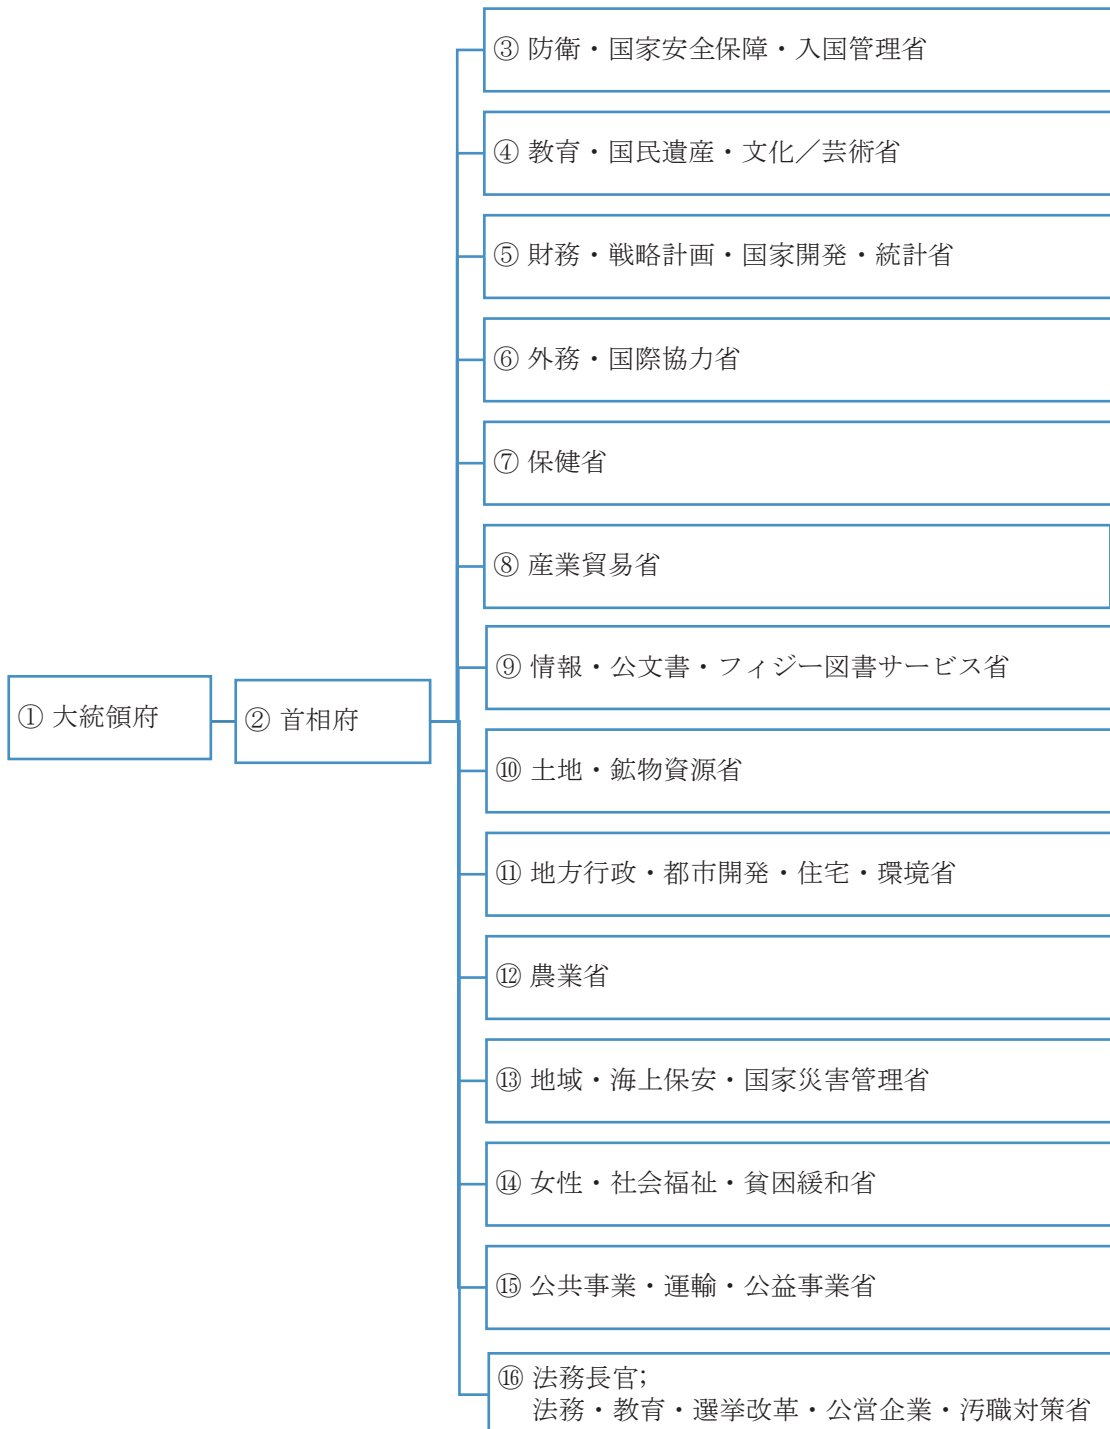 ③ 防衛・国家安全保障・入国管理省
④ 教育・国民遺産・文化／芸術省
⑤ 財務・戦略計画・国家開発・統計省
⑥ 外務・国際協力省
⑦ 保健省
⑧ 産業貿易省
⑨ 情報・公文書・フィジー図書サービス省
① 大統領府
② 首相府
⑩ 土地・鉱物資源省
⑪ 地方行政・都市開発・住宅・環境省
⑫ 農業省
⑬ 地域・海上保安・国家災害管理省
⑭ 女性・社会福祉・貧困緩和省
⑮ 公共事業・運輸・公益事業省
⑯ 法務長官;
法務・教育・選挙改革・公営企業・汚職対策省